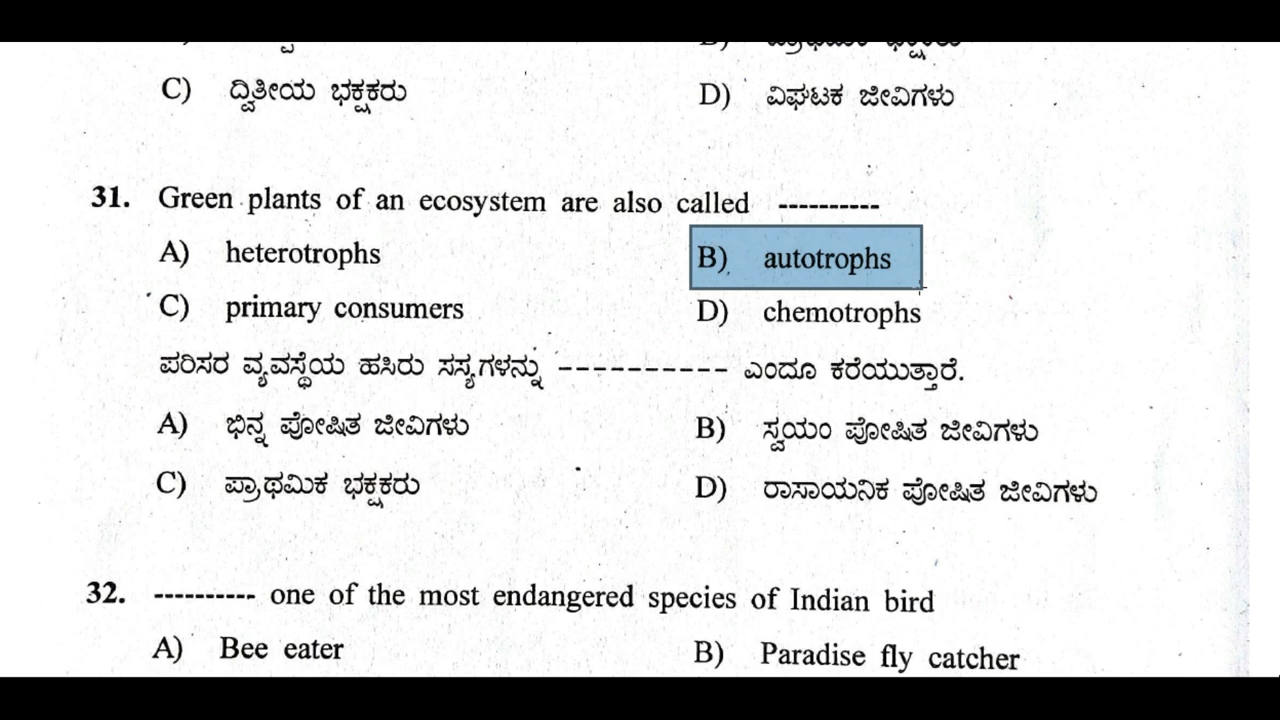 C) ದ್ವಿತೀಯ ಭಕ್ಷಕರು D) ವಿಘಟಕ ಜೀವಿಗಳು
31. Green plants of an ecosystem are also called ----------
A) heterotrophs B) autotrophs
C) primary consumers D) chemotrophs
ಪರಿಸರ ವ್ಯವಸ್ಥೆಯ ಹಸಿರು ಸಸ್ಯಗಳನ್ನು ---------- ಎಂದೂ ಕರೆಯುತ್ತಾರೆ.
A) ಭಿನ್ನ ಪೋಷಿತ ಜೀವಿಗಳು B) ಸ್ವಯಂ ಪೋಷಿತ ಜೀವಿಗಳು
C) ಪ್ರಾಥಮಿಕ ಭಕ್ಷಕರು D) ರಾಸಾಯನಿಕ ಪೋಷಿತ ಜೀವಿಗಳು
32. ---------- one of the most endangered species of Indian bird
A) Bee eater B) Paradise fly catcher